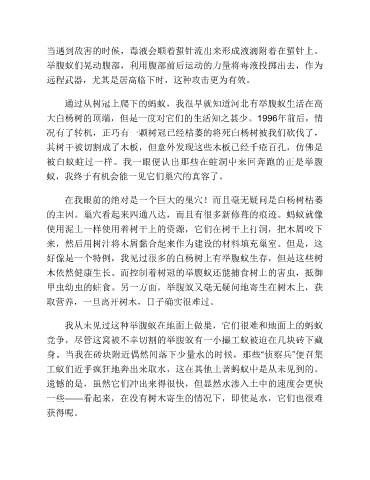 当遇到敌害的时候，毒液会顺着蜇针流出来形成液滴附着在蜇针上。
举腹蚁们晃动腹部，利用腹部前后运动的力量将毒液投掷出去，作为
远程武器，尤其是居高临下时，这种攻击更为有效。
通过从树冠上爬下的蚂蚁，我很早就知道河北有举腹蚁生活在高
大白杨树的顶端，但是一度对它们的生活知之甚少。1996年前后，情
况有了转机，正巧有一颗树冠已经枯萎的将死白杨树被我们砍伐了，
其树干被切割成了木板，但意外发现这些木板已经千疮百孔，仿佛是
被白蚁蛀过一样。我一眼便认出那些在蛀洞中来回奔跑的正是举腹
蚁，我终于有机会能一见它们巢穴的真容了。
在我眼前的绝对是一个巨大的巢穴！而且毫无疑问是白杨树枯萎
的主因。巢穴看起来四通八达，而且有很多新修葺的痕迹。蚂蚁就像
使用泥土一样使用着树干上的资源，它们在树干上打洞，把木屑咬下
来，然后用树汁将木屑黏合起来作为建设的材料填充巢室。但是，这
好像是一个特例，我见过很多的白杨树上有举腹蚁生存，但是这些树
木依然健康生长。而控制着树冠的举腹蚁还能捕食树上的害虫，抵御
甲虫幼虫的蛀食。另一方面，举腹蚁又毫无疑问地寄生在树木上，获
取营养，一旦离开树木，日子确实很难过。
我从未见过这种举腹蚁在地面上做巢，它们很难和地面上的蚂蚁
竞争，尽管这窝被不幸切割的举腹蚁有一小撮工蚁被迫在几块砖下藏
身。当我在砖块附近偶然间落下少量水的时候，那些“侦察兵”便召集
工蚁们近乎疯狂地奔出来取水，这在其他土著蚂蚁中是从未见到的。
遗憾的是，虽然它们冲出来得很快，但显然水渗入土中的速度会更快
一些——看起来，在没有树木寄生的情况下，即使是水，它们也很难
获得呢。